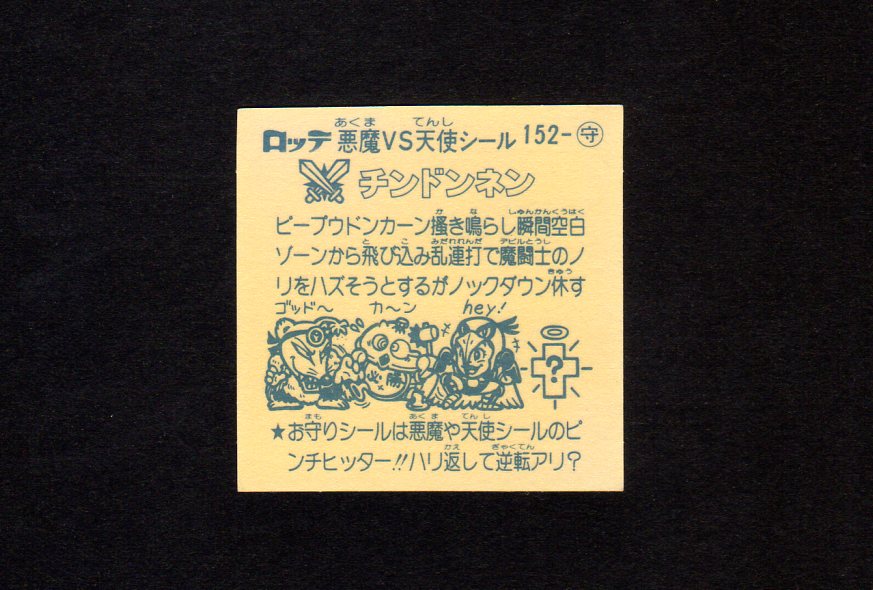 ロッテ 悪魔VS天使シール 152-守
チンドンネン
ピープウドンカーン掻き鳴らし瞬間空白
ゾーンから飛び込み乱連打で魔闘士のノ
リをハズそうとするがノックダウン休す
ゴッド〜 カ〜ン hey!
?
★お守りシールは悪魔や天使シールのピ
ンチヒッター!!ハリ返して逆転アリ?